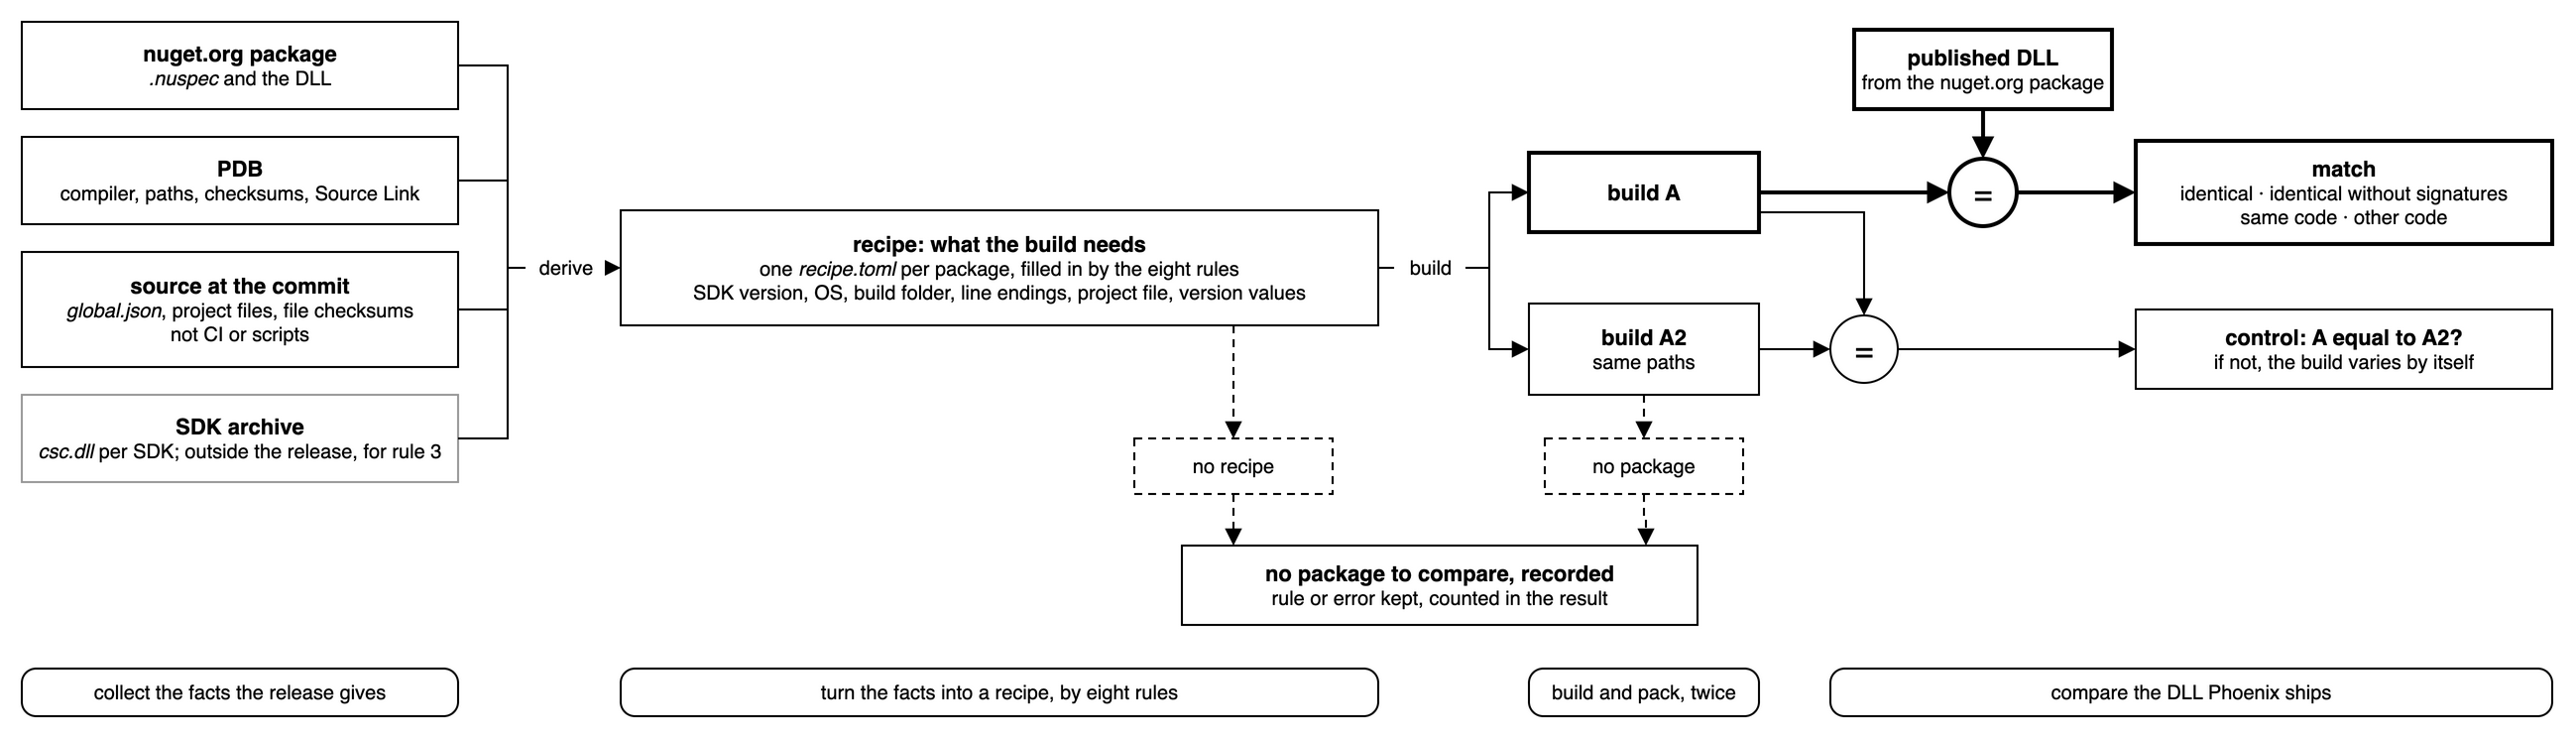 nuget.org package
.nuspec and the DLL
PDB
compiler, paths, checksums, Source Link
source at the commit
global.json, project files, file checksums
not CI or scripts
SDK archive
csc.dll per SDK; outside the release, for rule 3
derive
recipe: what the build needs
one recipe.toml per package, filled in by the eight rules
SDK version, OS, build folder, line endings, project file, version values
no recipe
build
build A
build A2
same paths
no package
no package to compare, recorded
rule or error kept, counted in the result
published DLL
from the nuget.org package
=
match
identical · identical without signatures
same code · other code
=
control: A equal to A2?
if not, the build varies by itself
collect the facts the release gives
turn the facts into a recipe, by eight rules
build and pack, twice
compare the DLL Phoenix ships